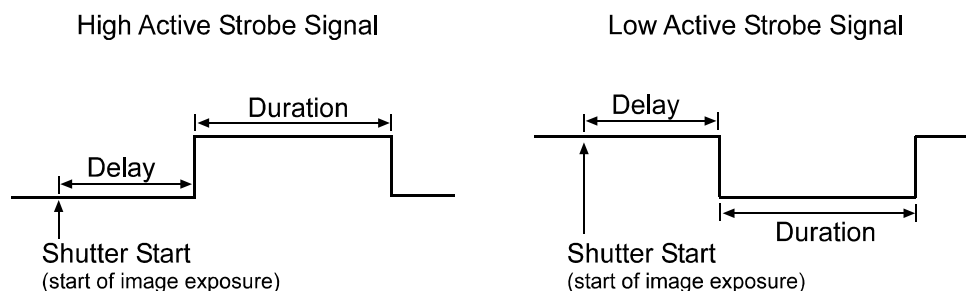 High Active Strobe Signal
Duration
Delay
Shutter Start
(start of image exposure)
Low Active Strobe Signal
Delay
Duration
Shutter Start
(start of image exposure)